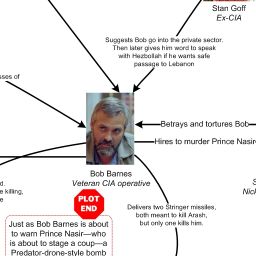 Stan Goff
Ex-CIA
Suggests Bob go into the private sector.
Then later gives him word to speak
with Hezbollah if he wants safe
passage to Lebanon
sses of
Betrays and tortures Bob
Hires to murder Prince Nasir
Bob Barnes
Veteran CIA operative
PLOT
END
d.
e killing,
e
S
Nick
Delivers two Stringer missiles,
both meant to kill Arash,
but only one kills him.
Just as Bob Barnes is about
to warn Prince Nasir—who
is about to stage a coup—a
Predator-drone-style bomb